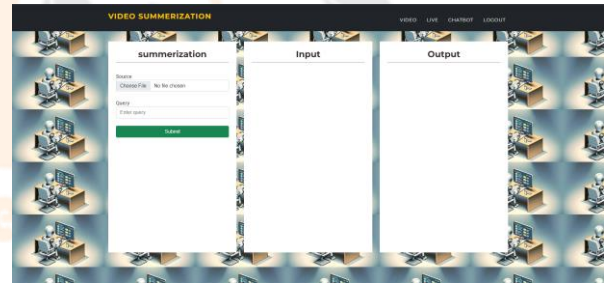 VIDEO SUMMERIZATION
VIDEO LIVE CHATBOT LOGOUT
summerization
Input
Output
Source
Choose File No file chosen
Query
Enter query
Submit